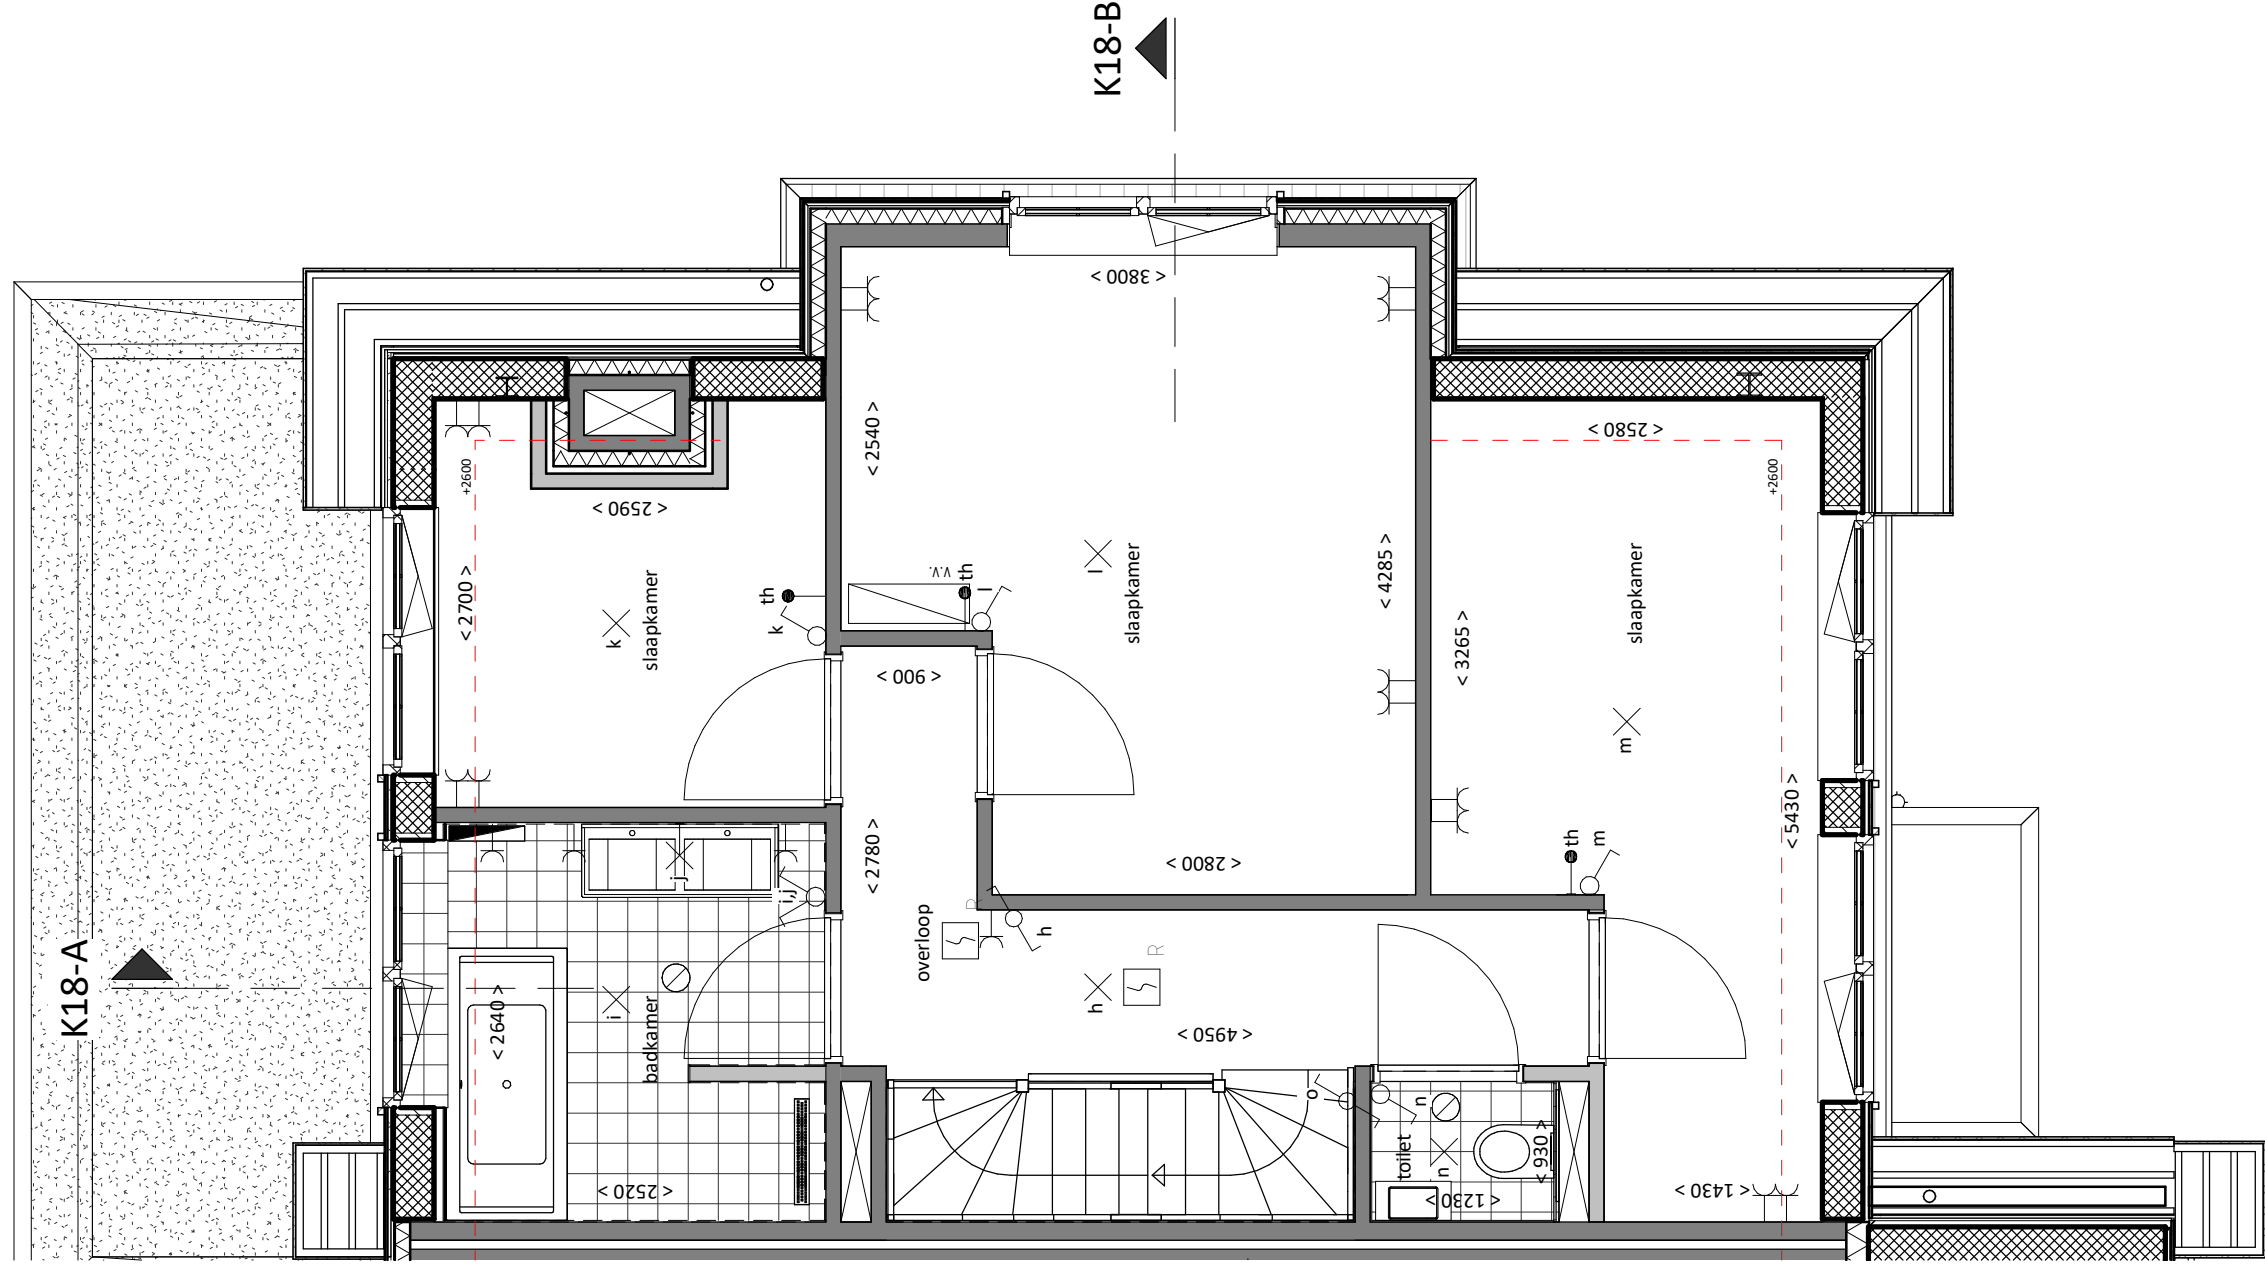 K18-B
K18-A
< 3800 >
< 2540 >
< 2580 >
+2600
+2600
< 2590 >
< 2700 >
k
slaapkamer
th
k
v.v.
th
l
l
slaapkamer
< 4285 >
< 3265 >
slaapkamer
m
< 900 >
< 2780 >
< 2800 >
th
m
< 5430 >
j
i,j
overloop
R
h
h
R
< 4950 >
< 2640 >
i
badkamer
< 2520 >
o
toilet
n
n
< 930 >
< 1230 >
< 1430 >